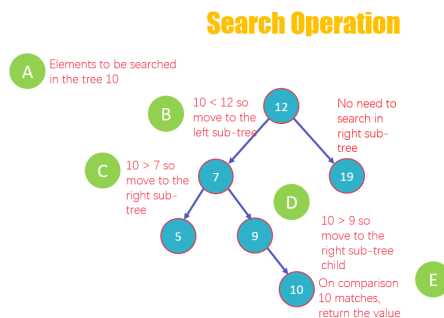 Search Operation
A
Elements to be searched
in the tree 10
B
10 < 12 so
move to the
left sub-tree
12
No need to
search in
right sub-
tree
C
10 > 7 so
move to the
right sub-
tree
7
19
D
5
9
10 > 9 so
move to the
right sub-tree
child
10
On comparison
10 matches,
return the value
E